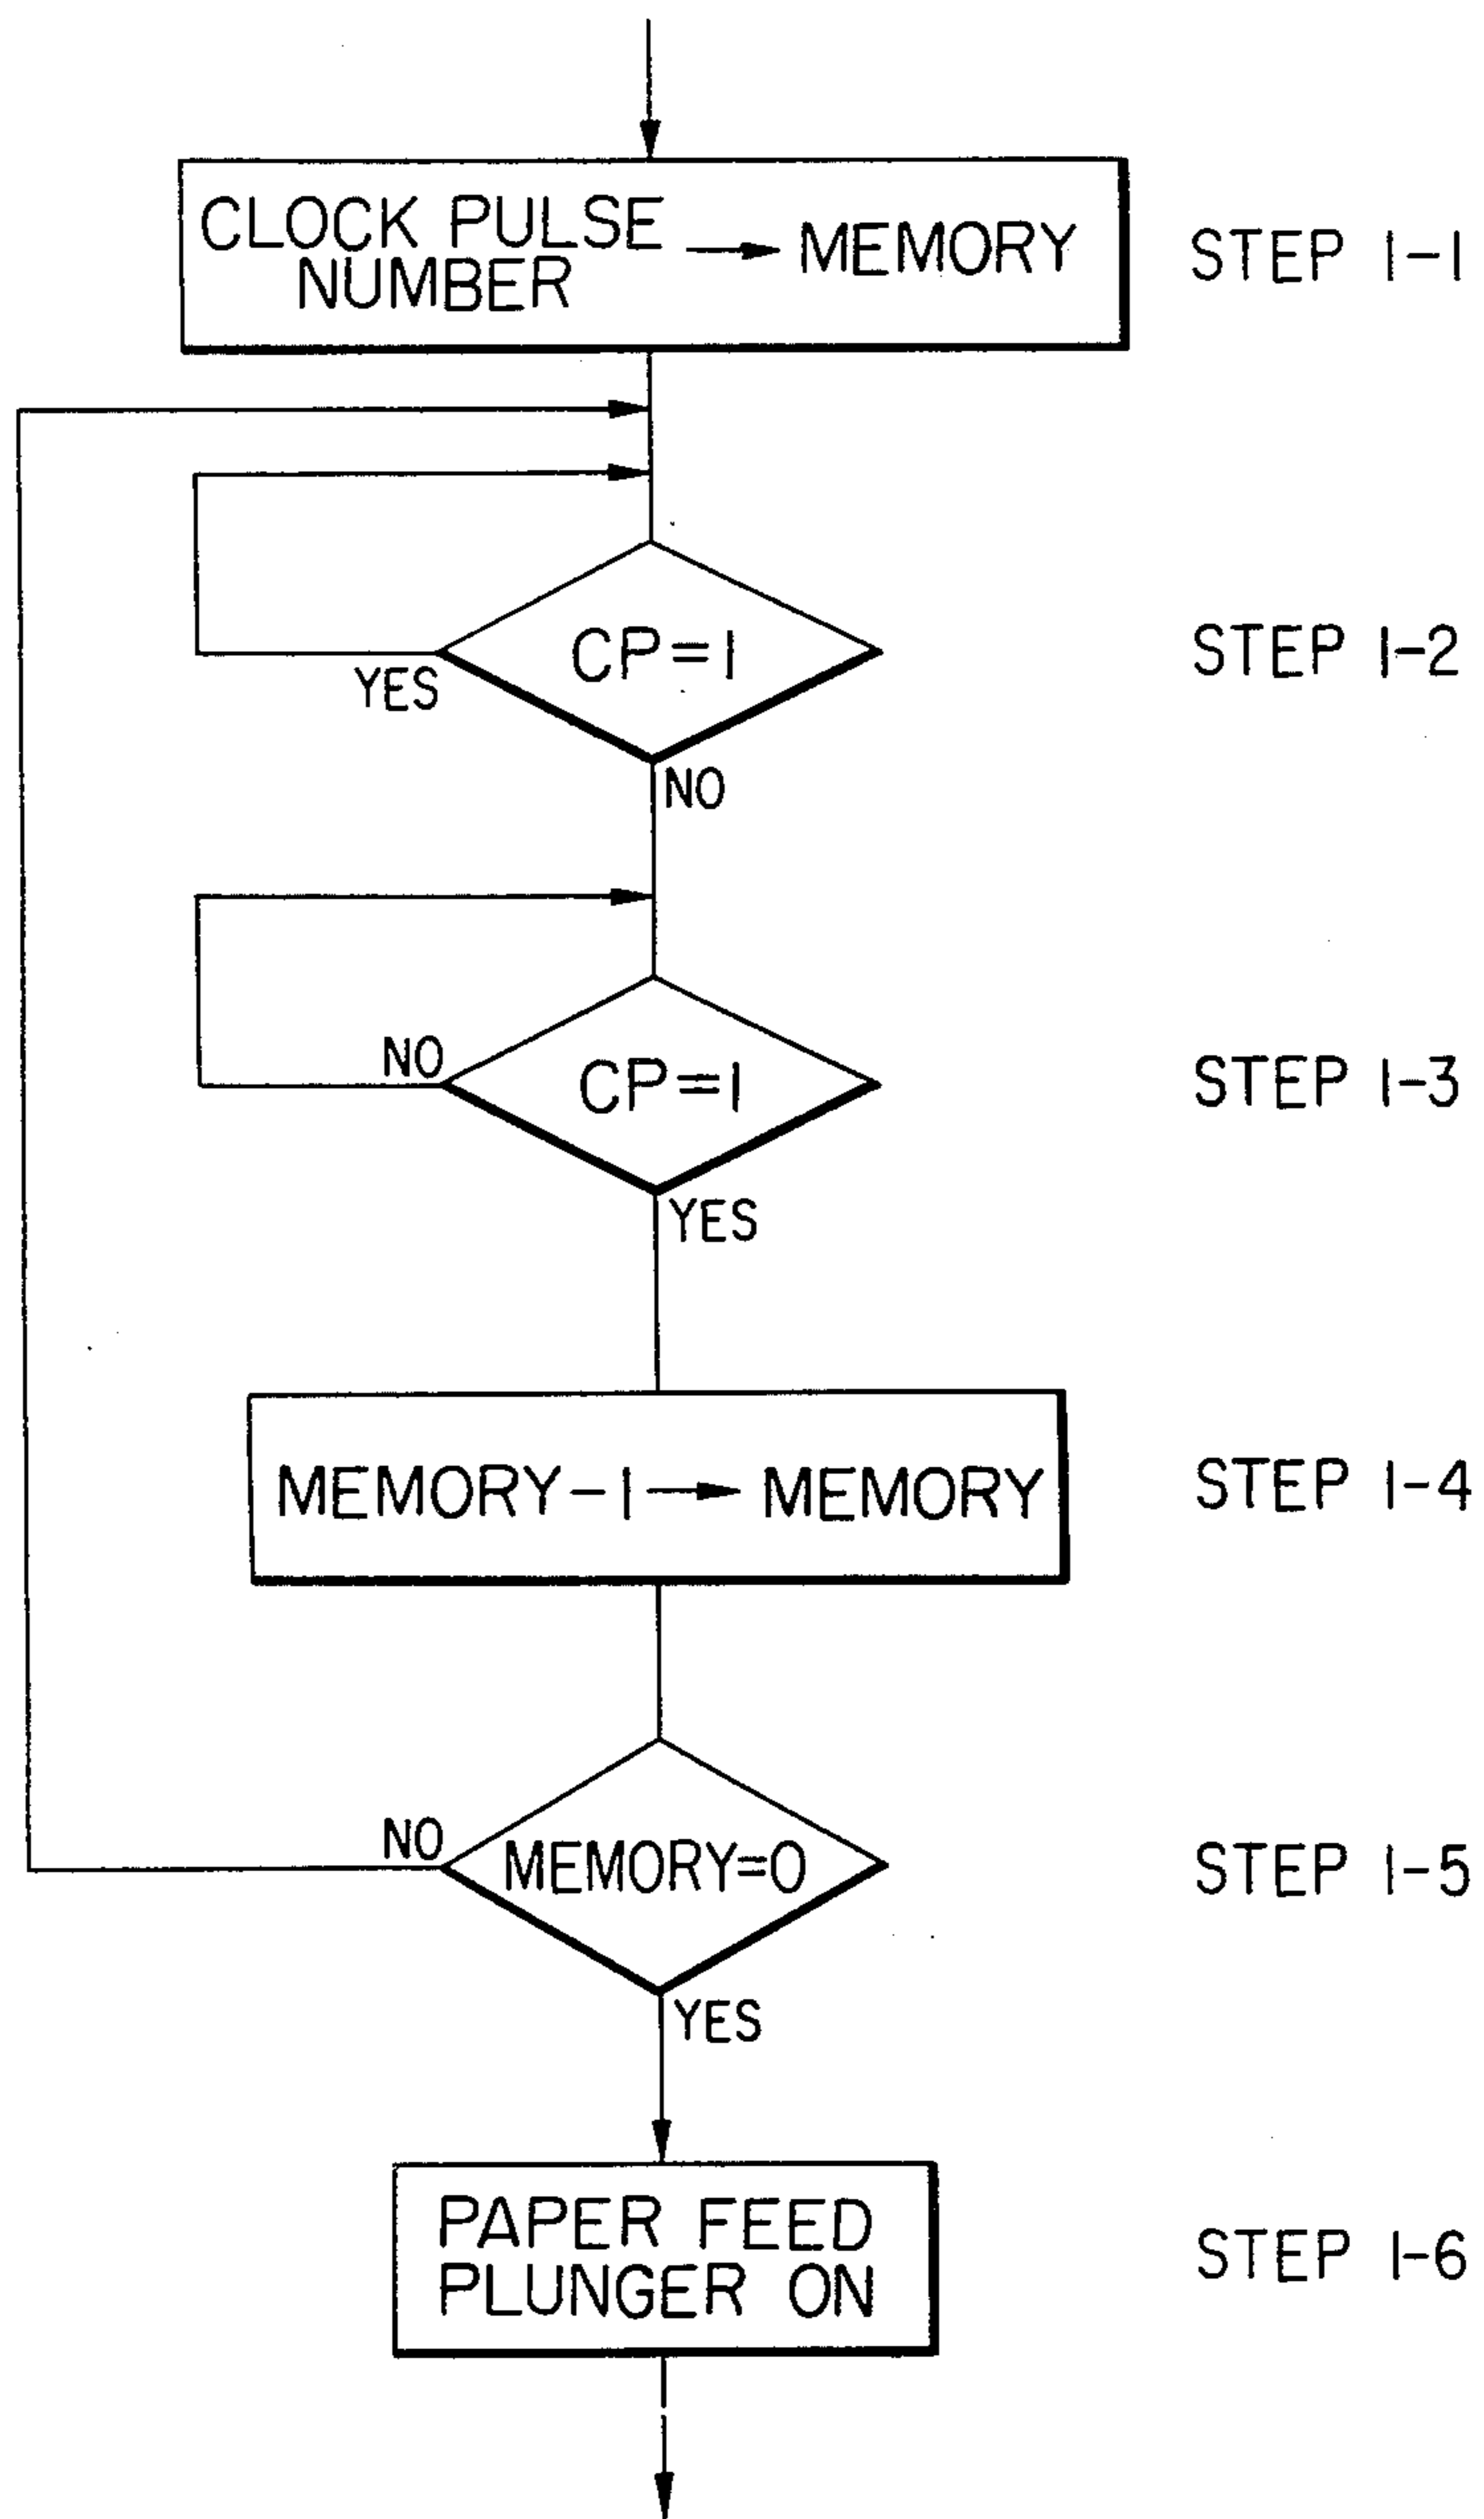 CLOCK PULSE
NUMBER → MEMORY STEP 1-1
CP=1 STEP 1-2
YES
NO
NO
CP=1 STEP 1-3
YES
MEMORY-1 → MEMORY STEP 1-4
NO
MEMORY=0 STEP 1-5
YES
PAPER FEED
PLUNGER ON STEP 1-6